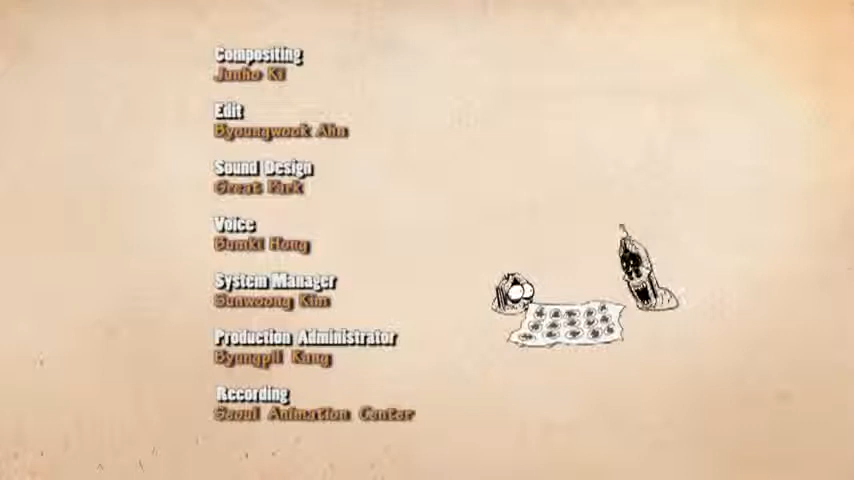 Compositing
Junho Ki
Edit
Byoungwook Ahn
Sound Design
Great Park
Voice
Bumki Hong
System Manager
Sunwoong Kim
Production Administrator
Byungpil Kang
Recording
Seoul Animation Center